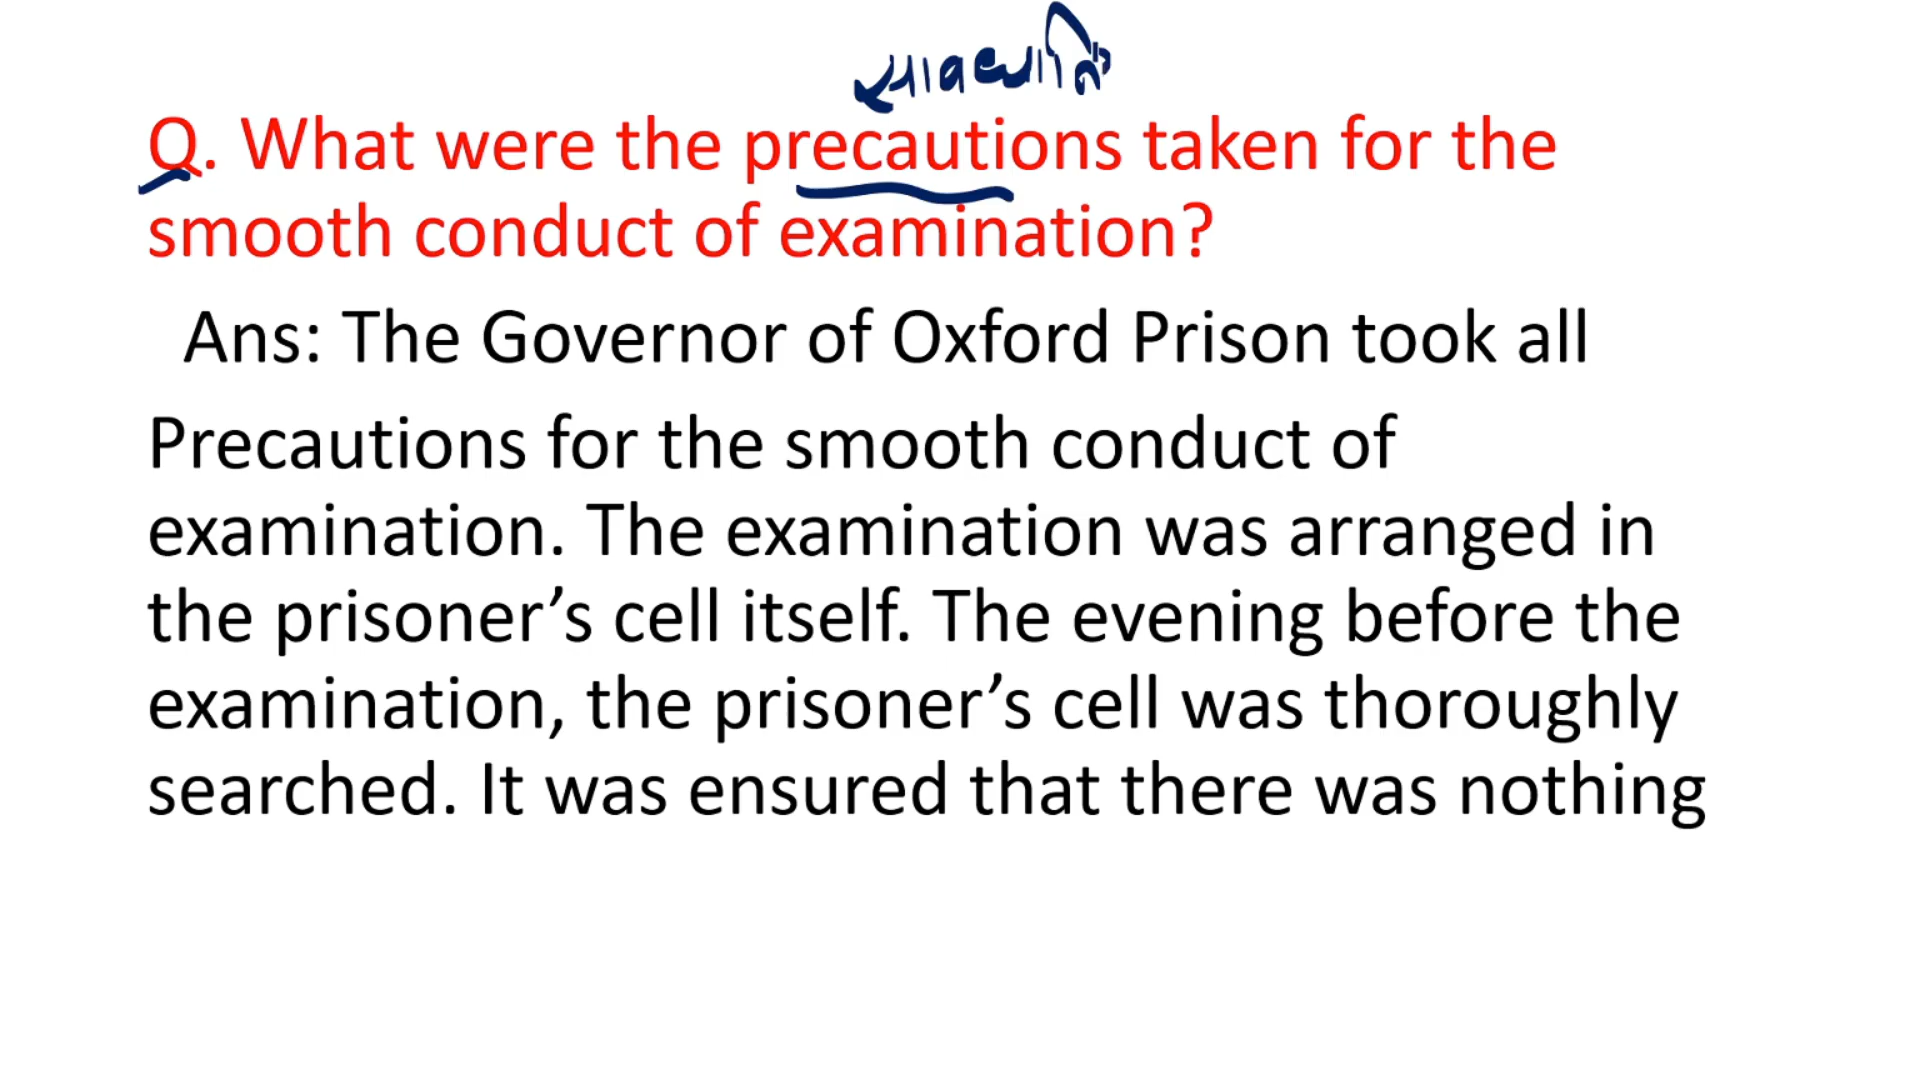 सावधानि
Q. What were the precautions taken for the
smooth conduct of examination?
Ans: The Governor of Oxford Prison took all
Precautions for the smooth conduct of
examination. The examination was arranged in
the prisoner’s cell itself. The evening before the
examination, the prisoner’s cell was thoroughly
searched. It was ensured that there was nothing